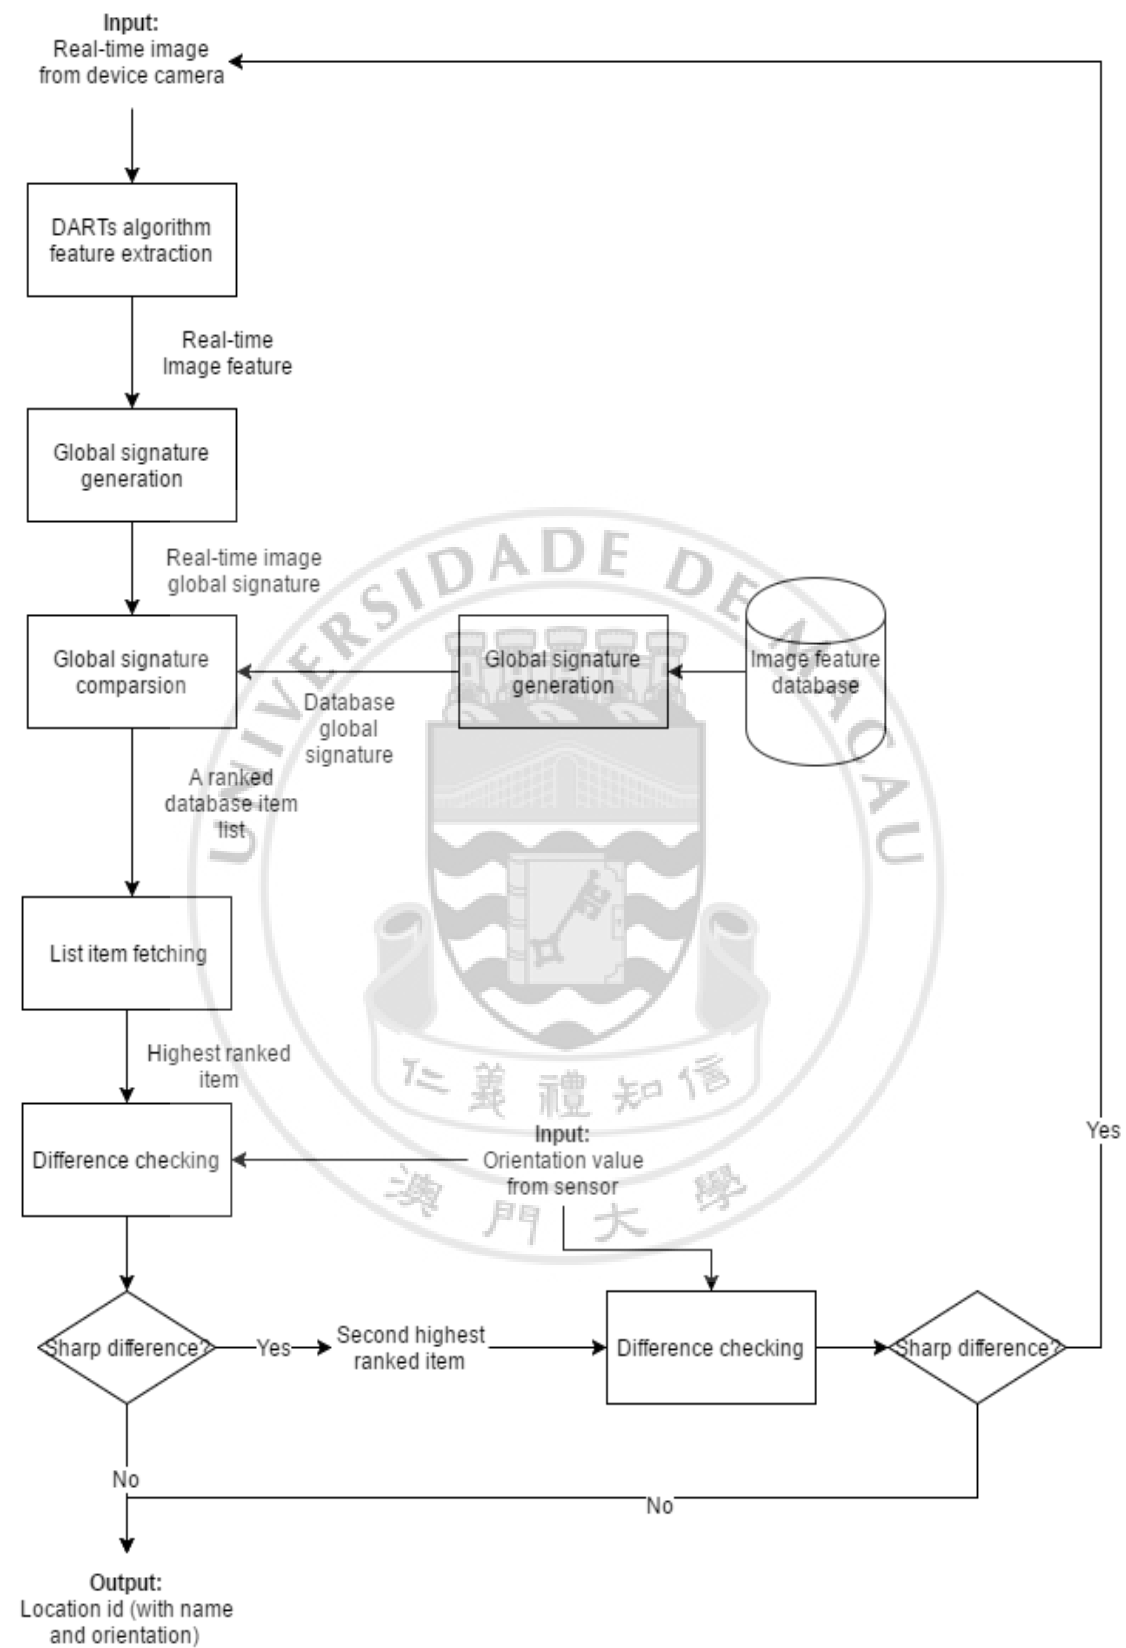 Input:
Real-time image
from device camera
DARTs algorithm
feature extraction
Real-time
Image feature
Global signature
generation
Real-time image
global signature
Global signature
comparsion
Database
global
signature
Global signature
generation
Image feature
database
A ranked
database item
list
List item fetching
Highest ranked
item
Difference checking
Input:
Orientation value
from sensor
Sharp difference?
Yes
Second highest
ranked item
Difference checking
Sharp difference?
Yes
No
No
Output:
Location id (with name
and orientation)
UNIVERSIDADE DE MACAU
仁義禮知信
澳門大學